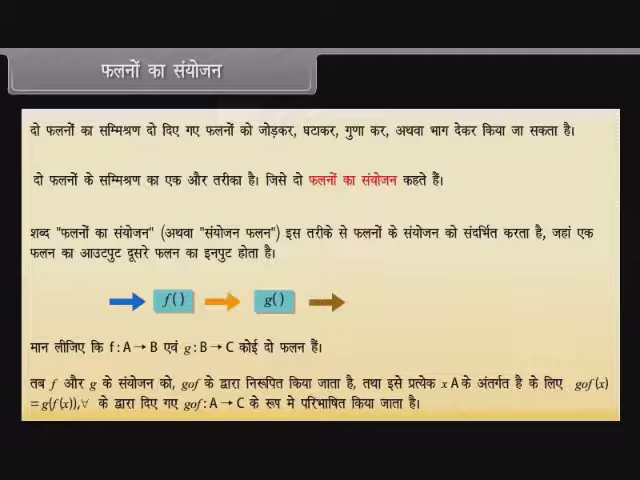 फलनों का संयोजन
दो फलनों का सम्मिश्रण दो दिए गए फलनों को जोड़कर, घटाकर, गुणा कर, अथवा भाग देकर किया जा सकता है।
दो फलनों के सम्मिश्रण का एक और तरीका है। जिसे दो फलनों का संयोजन कहते हैं।
शब्द "फलनों का संयोजन" (अथवा "संयोजन फलन") इस तरीके से फलनों के संयोजन को संदर्भित करता है, जहां एक
फलन का आउटपुट दूसरे फलन का इनपुट होता है।
f() g()
मान लीजिए कि f : A → B एवं g : B → C कोई दो फलन हैं।
तब f और g के संयोजन को, gof के द्वारा निरूपित किया जाता है, तथा इसे प्रत्येक x A के अंतर्गत है के लिए gof (x)
= g(f(x)),∀ के द्वारा दिए गए gof : A → C के रूप मे परिभाषित किया जाता है।